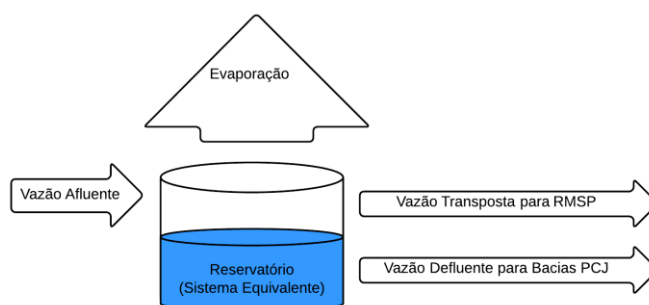 Evaporação
Vazão Afluente
Vazão Transposta para RMSP
Reservatório
(Sistema Equivalente)
Vazão Defluente para Bacias PCJ